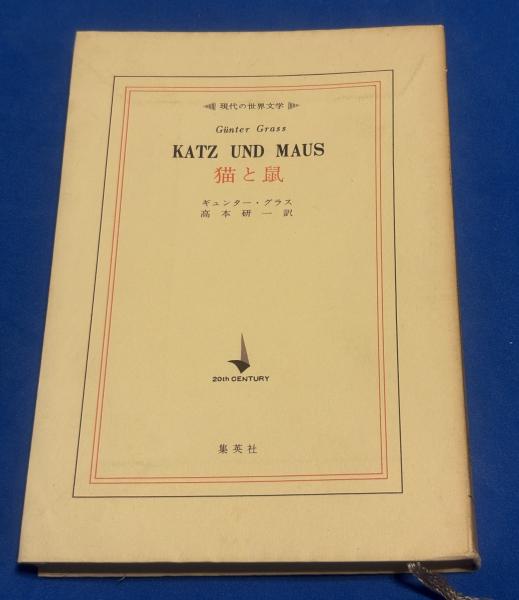 現代の世界文学
Günter Grass
KATZ UND MAUS
猫と鼠
ギュンター・グラス
高本研一訳
20th CENTURY
集英社